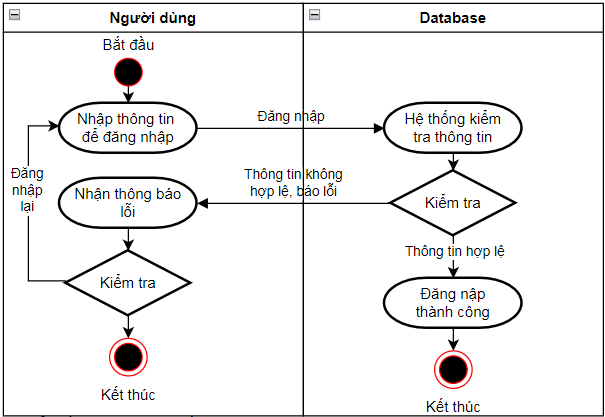 Người dùng
Database
Bắt đầu
Nhập thông tin
để đăng nhập
Đăng nhập
Hệ thống kiểm
tra thông tin
Đăng
nhập
lại
Nhận thông báo
lỗi
Thông tin không
hợp lệ, báo lỗi
Kiểm tra
Thông tin hợp lệ
Kiểm tra
Đăng nập
thành công
Kết thúc
Kết thúc